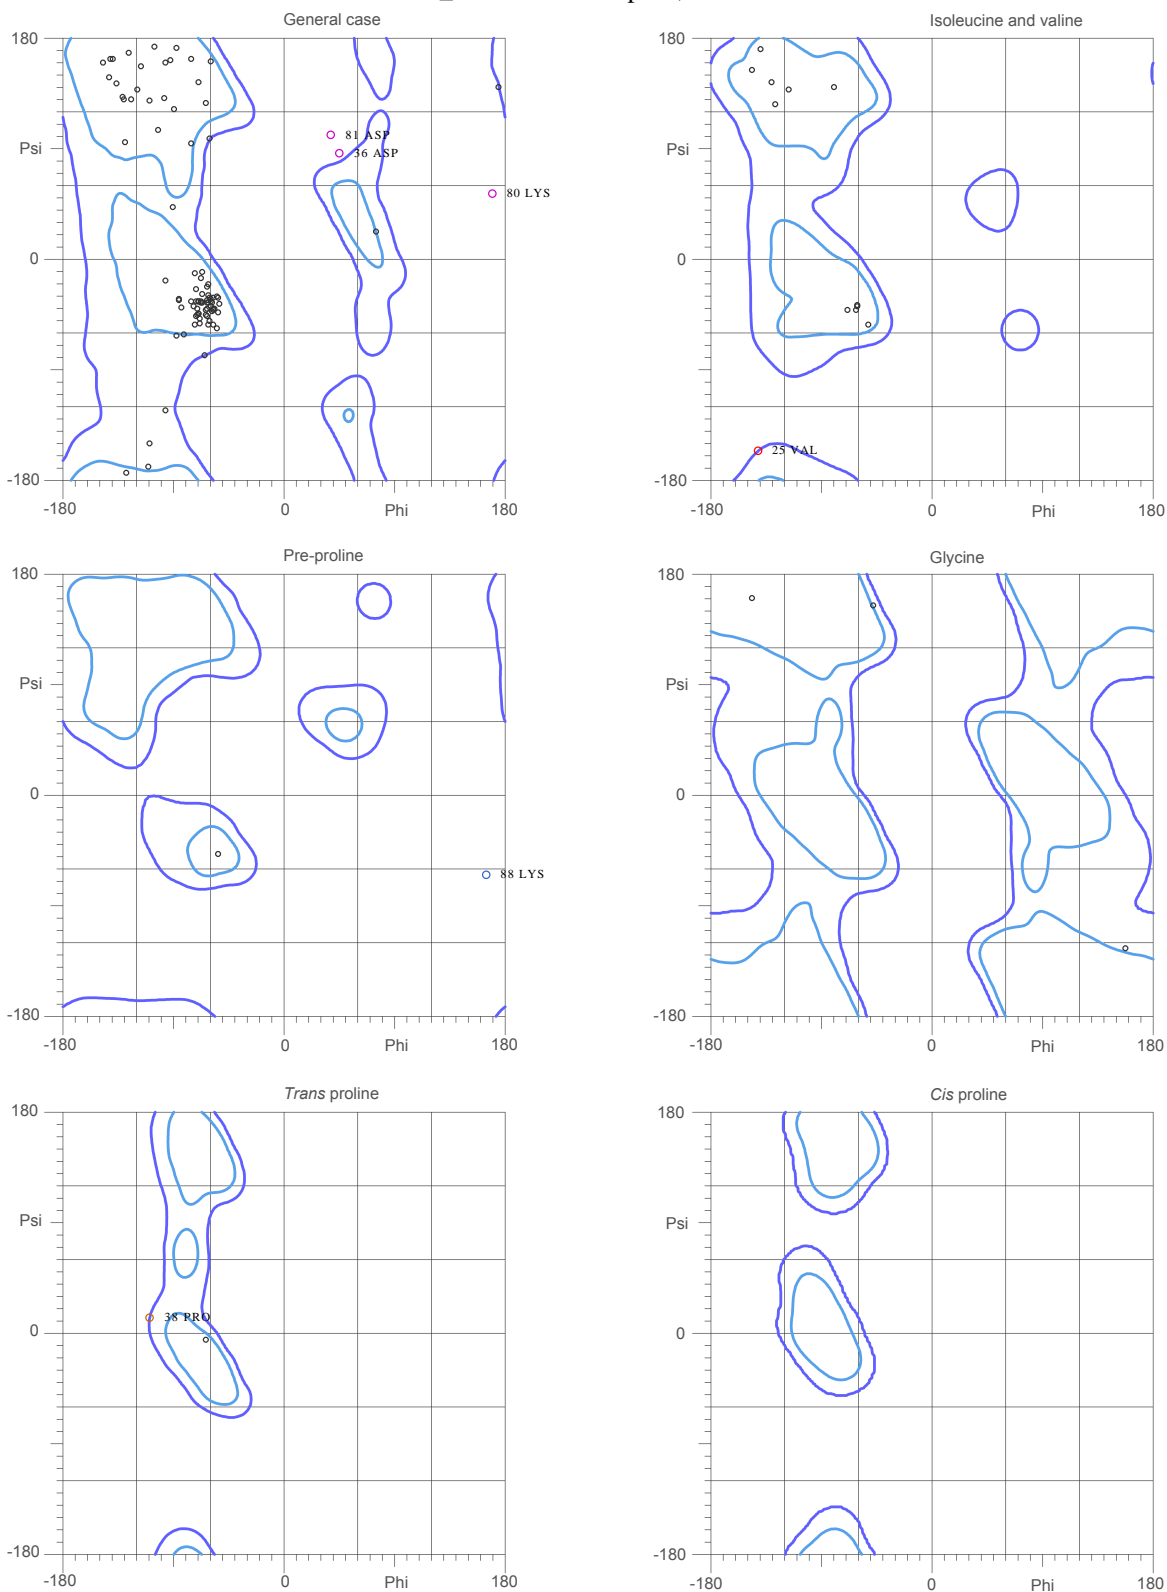 General case
Isoleucine and valine
180
Psi
0
-180
-180
0
Phi
180
81 ASP
36 ASP
80 LYS
180
Psi
0
-180
-180
0
Phi
180
25 VAL
Pre-proline
Glycine
180
Psi
0
-180
-180
0
Phi
180
88 LYS
180
Psi
0
-180
-180
0
Phi
180
Trans proline
Cis proline
180
Psi
0
-180
-180
0
Phi
180
38 PRO
180
Psi
0
-180
-180
0
Phi
180